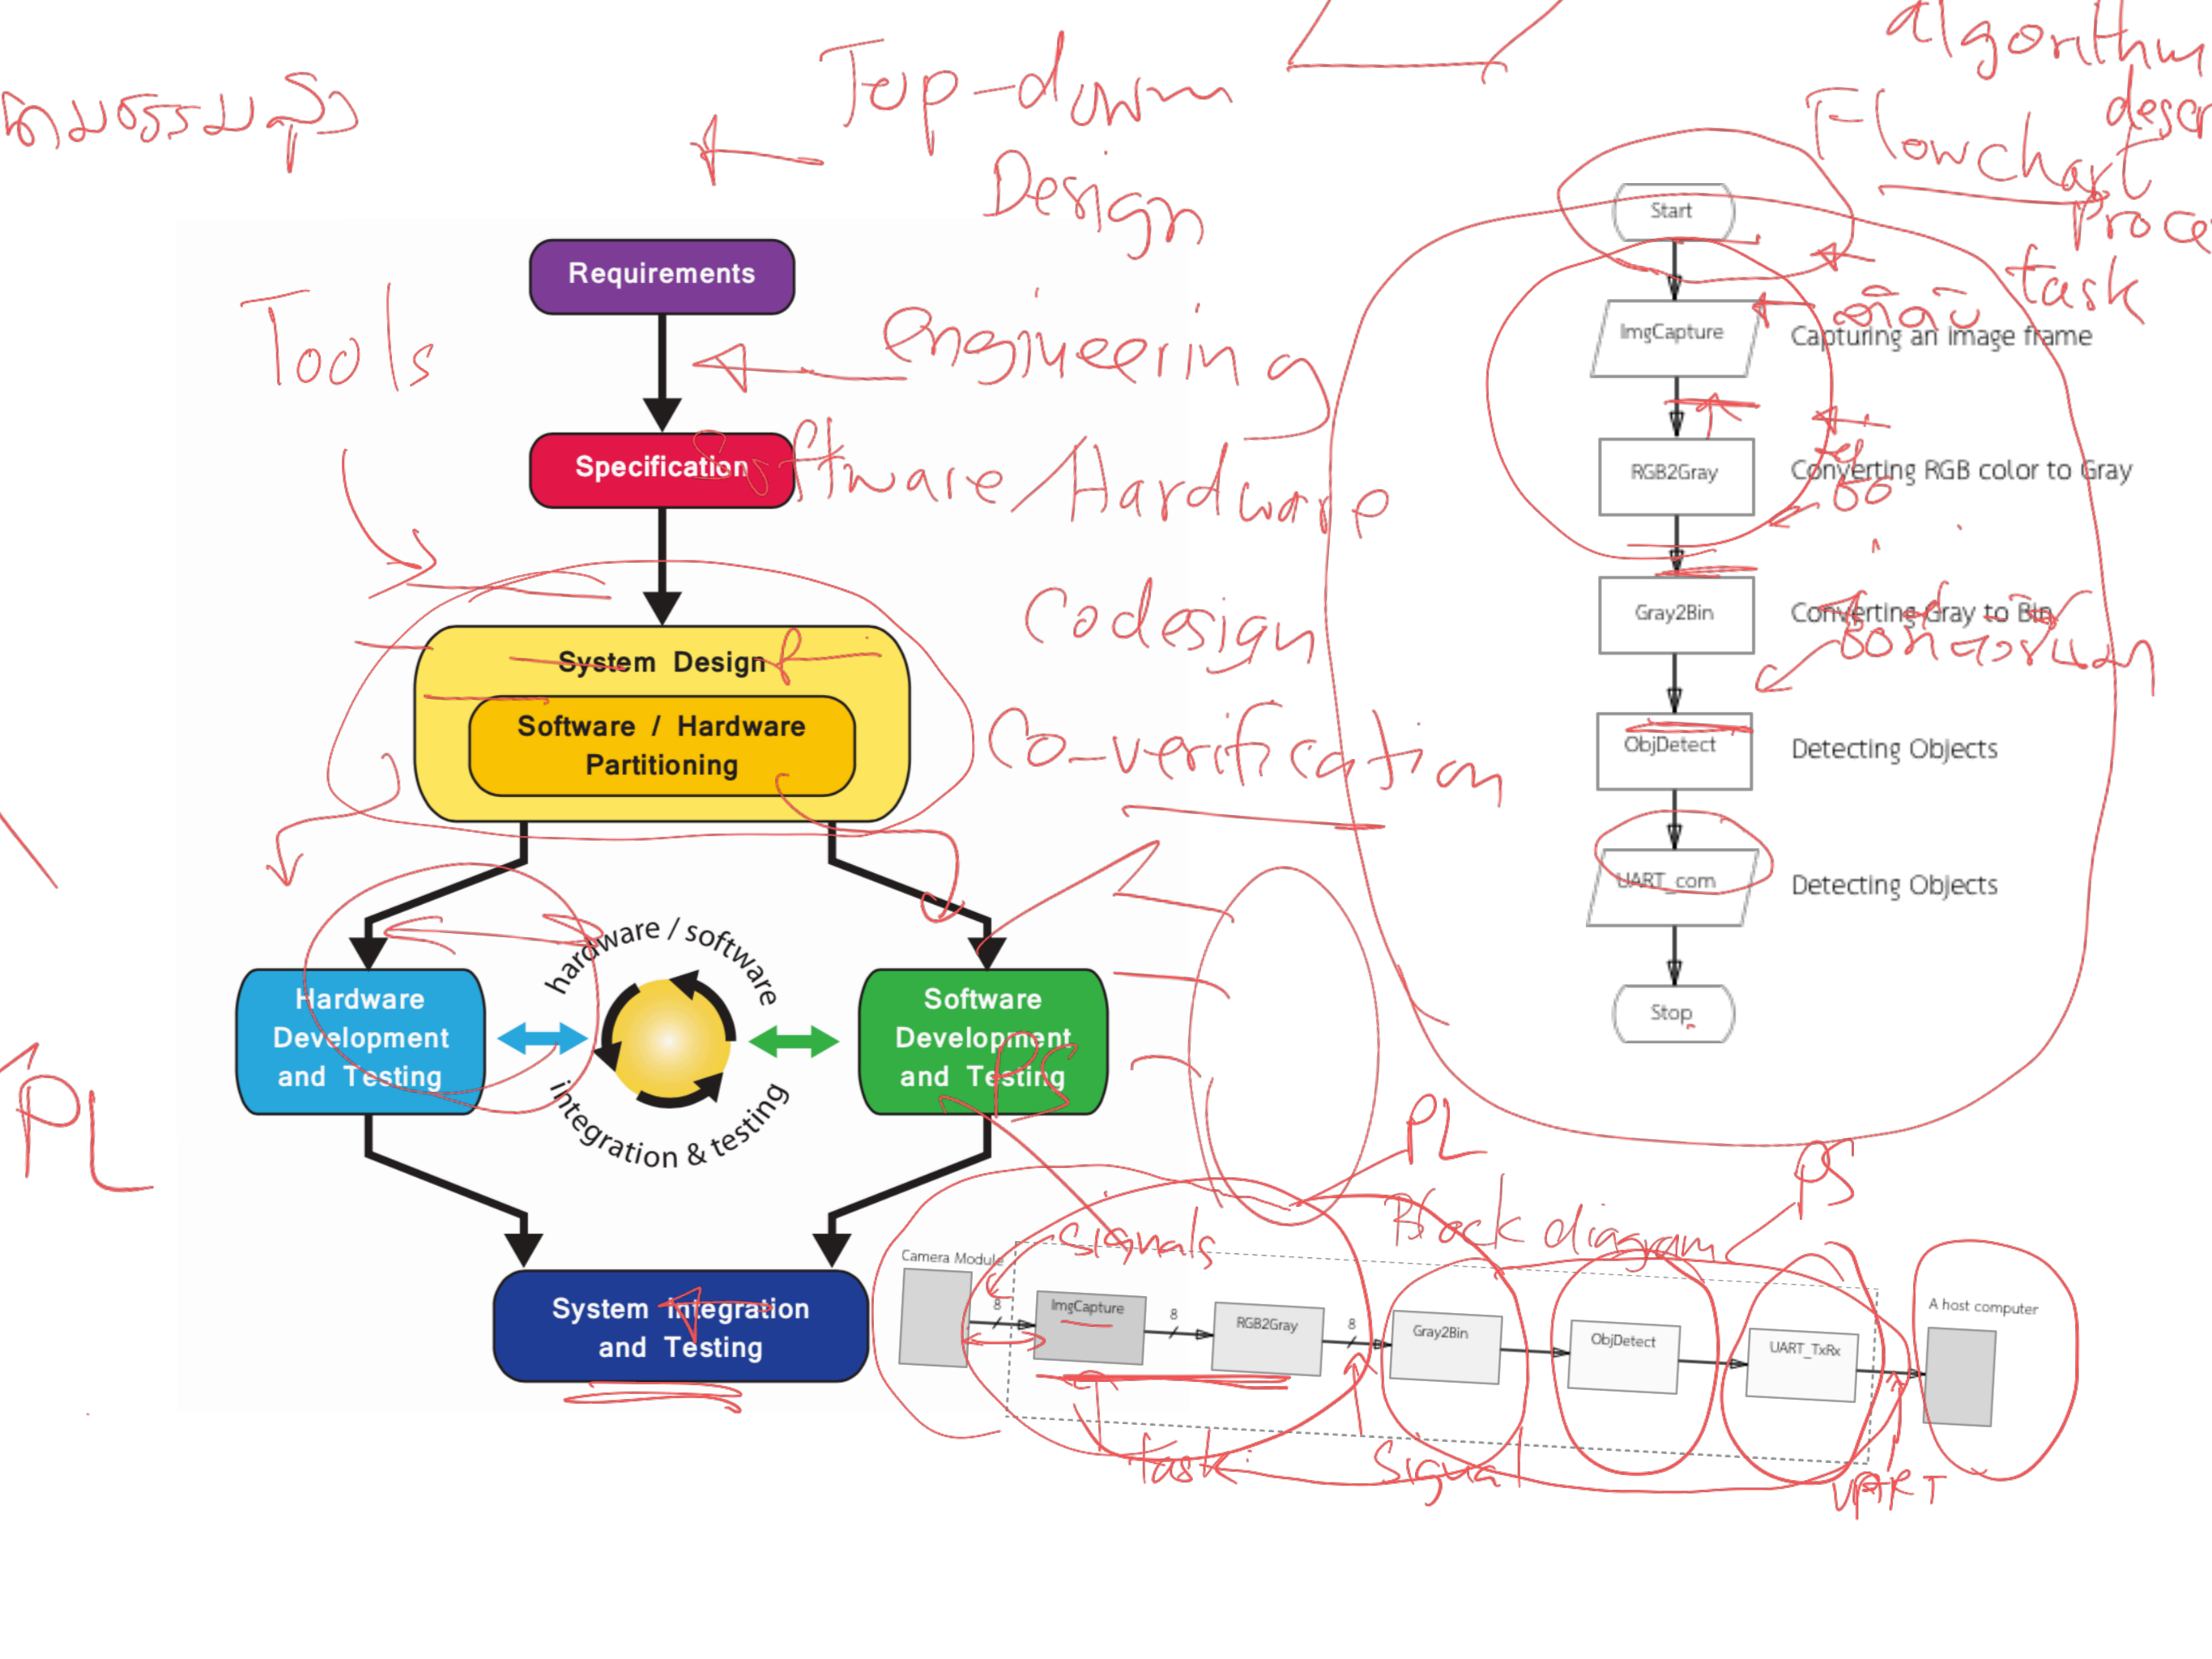 Top-down
Design
Tools
engineering
Software/Hardware
Codesign
Co-verification
Requirements
Specification
System Design
Software / Hardware
Partitioning
hardware / software
integration & testing
Hardware
Development
and Testing
Software
Development
and Testing
System Integration
and Testing
PL
PS
algorithm
Flowchart
task
Start
ImgCapture
Capturing an image frame
RGB2Gray
Converting RGB color to Gray
Gray2Bin
Converting Gray to Bin
ObjDetect
Detecting Objects
UART_com
Detecting Objects
Stop
PL
PS
Block diagram
signals
Camera Module
8
ImgCapture
8
RGB2Gray
8
Gray2Bin
ObjDetect
UART_TxRx
A host computer
task
Signal
UART